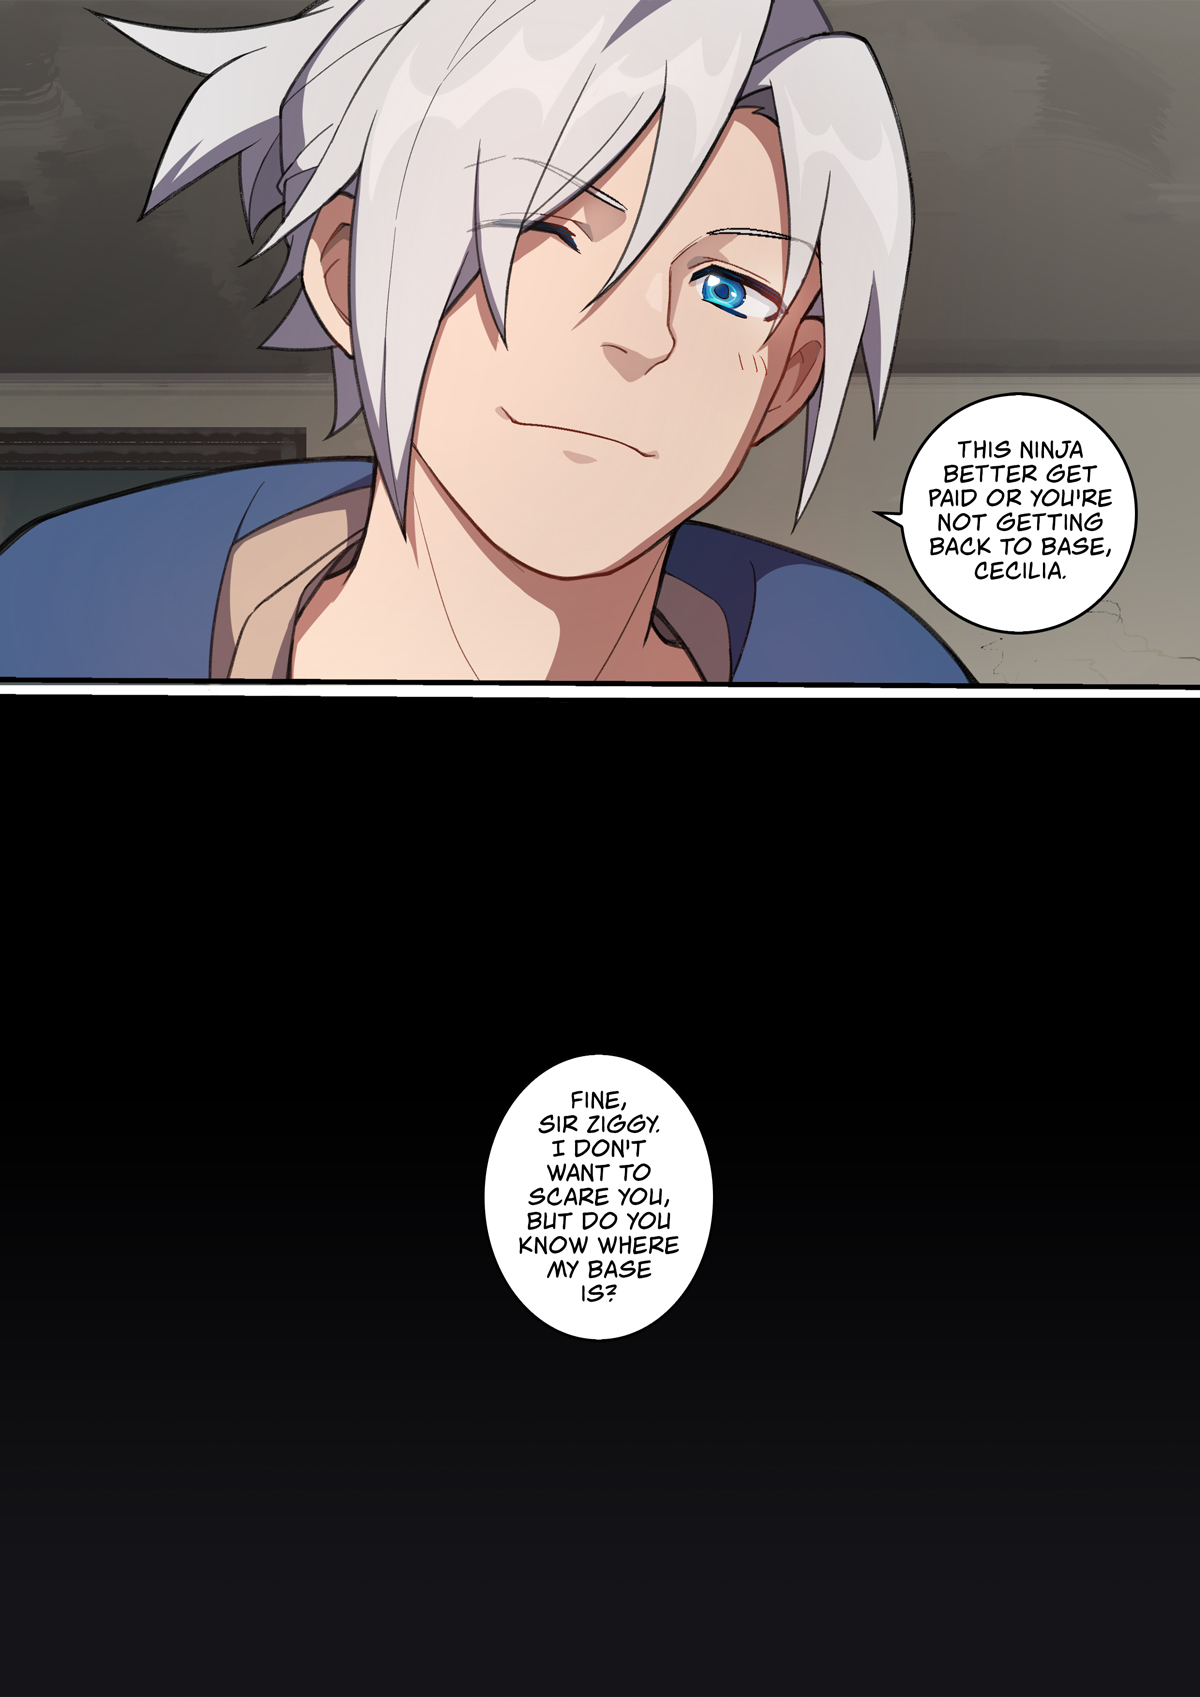 THIS NINJA
BETTER GET
PAID OR YOU'RE
NOT GETTING
BACK TO BASE,
CECILIA.
FINE,
SIR ZIGGY.
I DON'T
WANT TO
SCARE YOU,
BUT DO YOU
KNOW WHERE
MY BASE
IS?